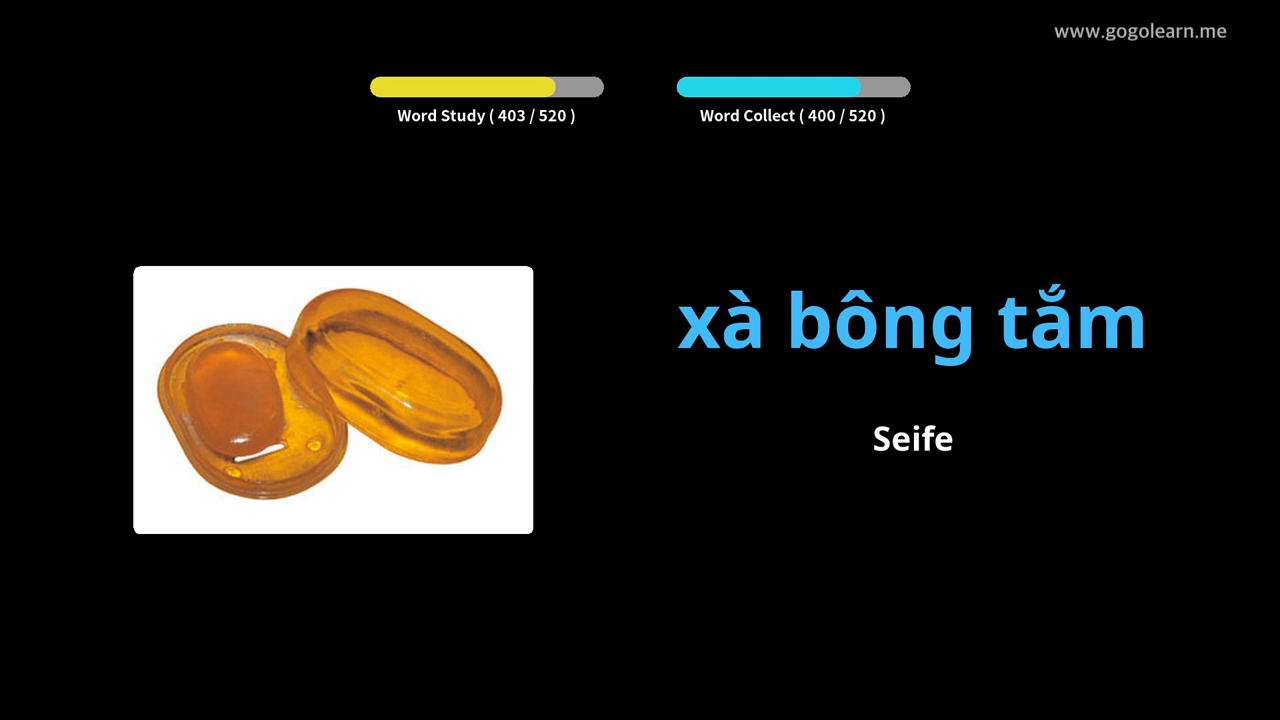 www.gogolearn.me
Word Study ( 403 / 520 )
Word Collect ( 400 / 520 )
xà bông tắm
Seife